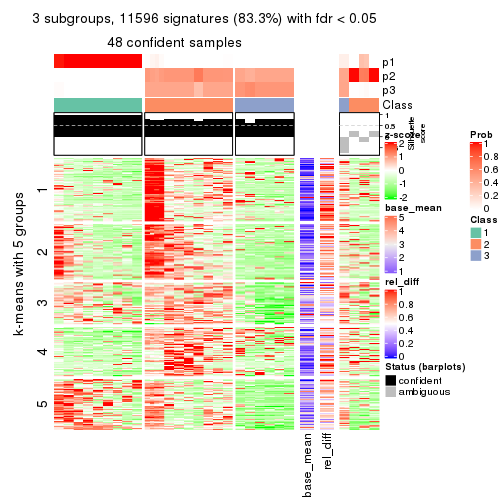 3 subgroups, 11596 signatures (83.3%) with fdr < 0.05
48 confident samples
p1
p2
p3
Class
1
0.5
0
Silhouette
score
k-means with 5 groups
1
2
3
4
5
base_mean
rel_diff
z-score
2
1
0
-1
-2
base_mean
5
4
3
2
1
rel_diff
1
0.8
0.6
0.4
0.2
0
Status (barplots)
confident
ambiguous
Prob
1
0.8
0.6
0.4
0.2
0
Class
1
2
3